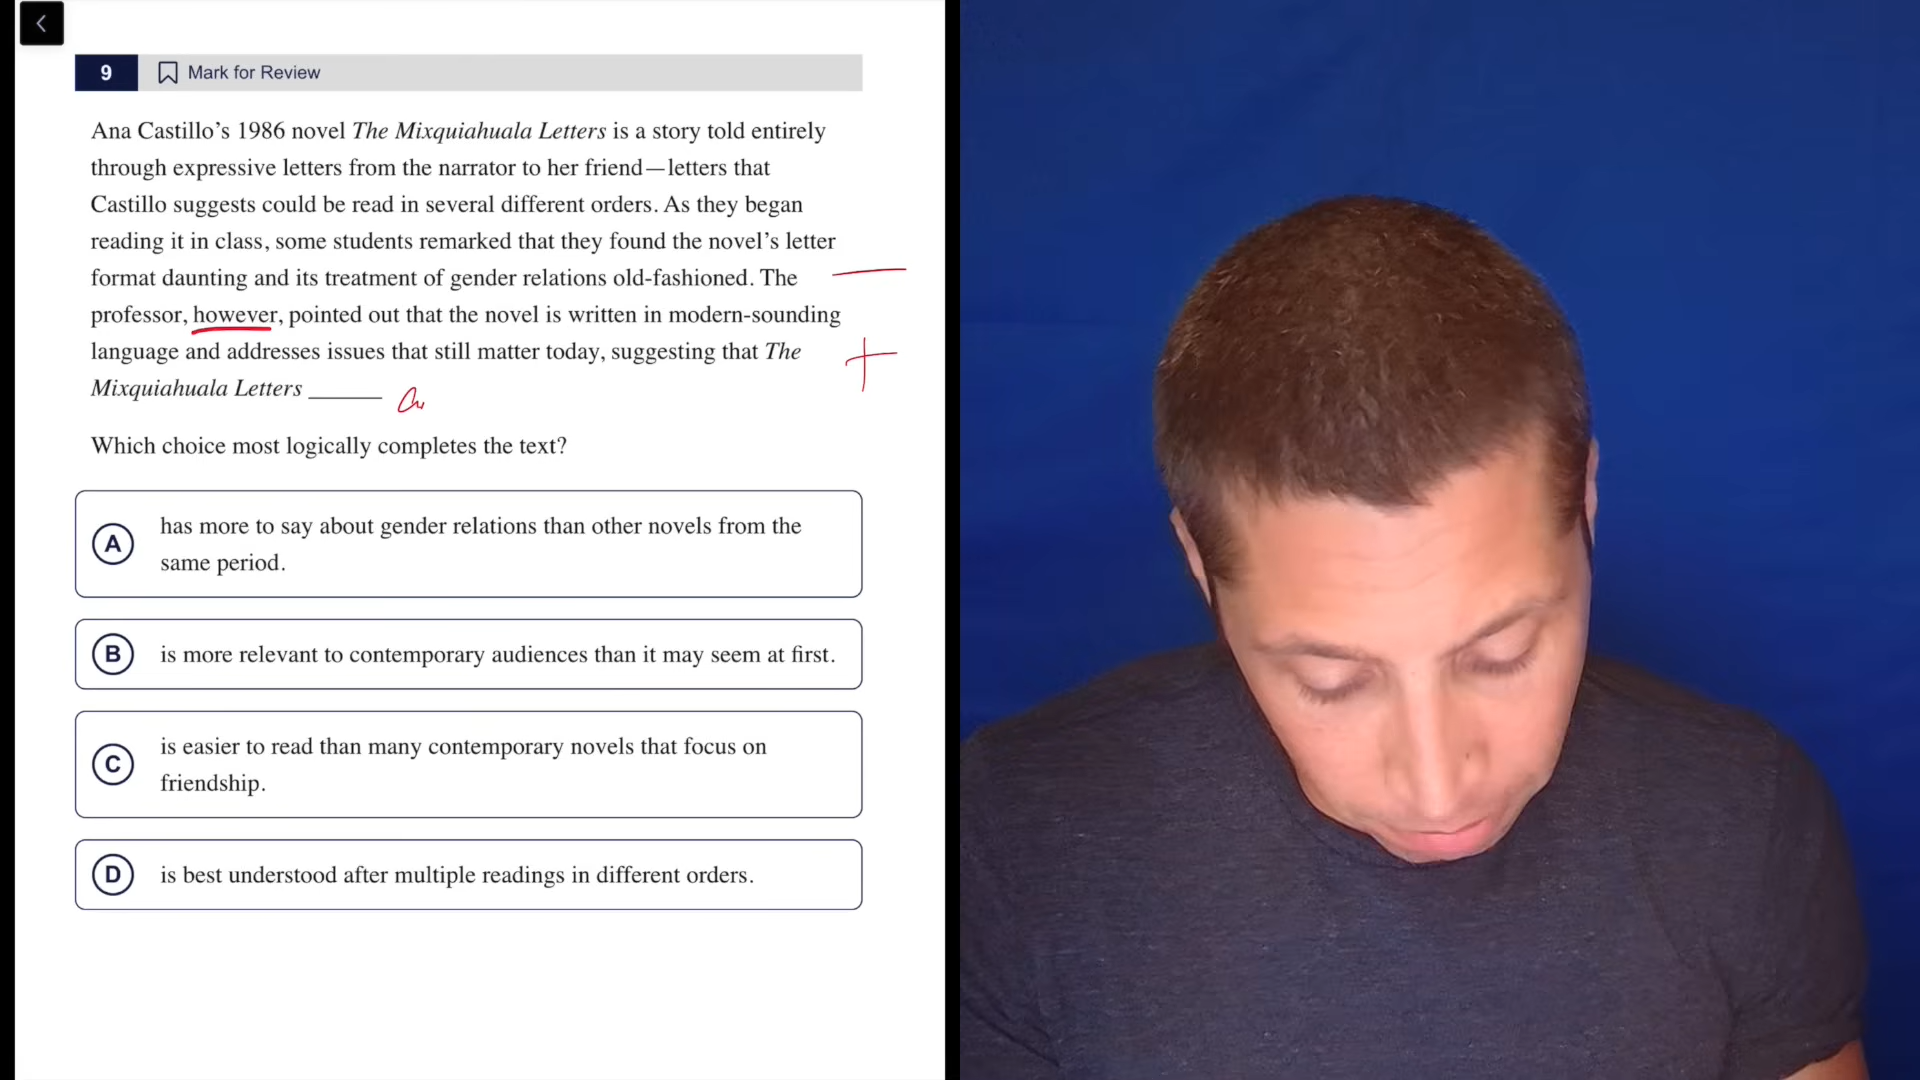 9 Mark for Review
Ana Castillo’s 1986 novel The Mixquiahuala Letters is a story told entirely
through expressive letters from the narrator to her friend—letters that
Castillo suggests could be read in several different orders. As they began
reading it in class, some students remarked that they found the novel’s letter
format daunting and its treatment of gender relations old-fashioned. The
professor, however, pointed out that the novel is written in modern-sounding
language and addresses issues that still matter today, suggesting that The
Mixquiahuala Letters ______
Which choice most logically completes the text?
A has more to say about gender relations than other novels from the
same period.
B is more relevant to contemporary audiences than it may seem at first.
C is easier to read than many contemporary novels that focus on
friendship.
D is best understood after multiple readings in different orders.